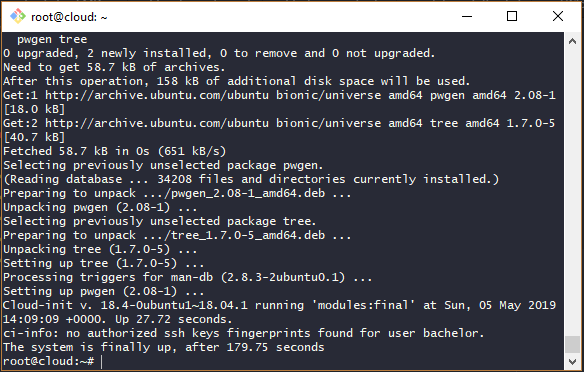 root@cloud: ~
pwgen tree
0 upgraded, 2 newly installed, 0 to remove and 0 not upgraded.
Need to get 58.7 kB of archives.
After this operation, 158 kB of additional disk space will be used.
Get:1 http://archive.ubuntu.com/ubuntu bionic/universe amd64 pwgen amd64 2.08-1
[18.0 kB]
Get:2 http://archive.ubuntu.com/ubuntu bionic/universe amd64 tree amd64 1.7.0-5
[40.7 kB]
Fetched 58.7 kB in 0s (651 kB/s)
Selecting previously unselected package pwgen.
(Reading database ... 34208 files and directories currently installed.)
Preparing to unpack .../pwgen_2.08-1_amd64.deb ...
Unpacking pwgen (2.08-1) ...
Selecting previously unselected package tree.
Preparing to unpack .../tree_1.7.0-5_amd64.deb ...
Unpacking tree (1.7.0-5) ...
Setting up tree (1.7.0-5) ...
Processing triggers for man-db (2.8.3-2ubuntu0.1) ...
Setting up pwgen (2.08-1) ...
Cloud-init v. 18.4-0ubuntu1~18.04.1 running 'modules:final' at Sun, 05 May 2019
14:09:09 +0000. Up 27.72 seconds.
ci-info: no authorized ssh keys fingerprints found for user bachelor.
The system is finally up, after 179.75 seconds
root@cloud:~#